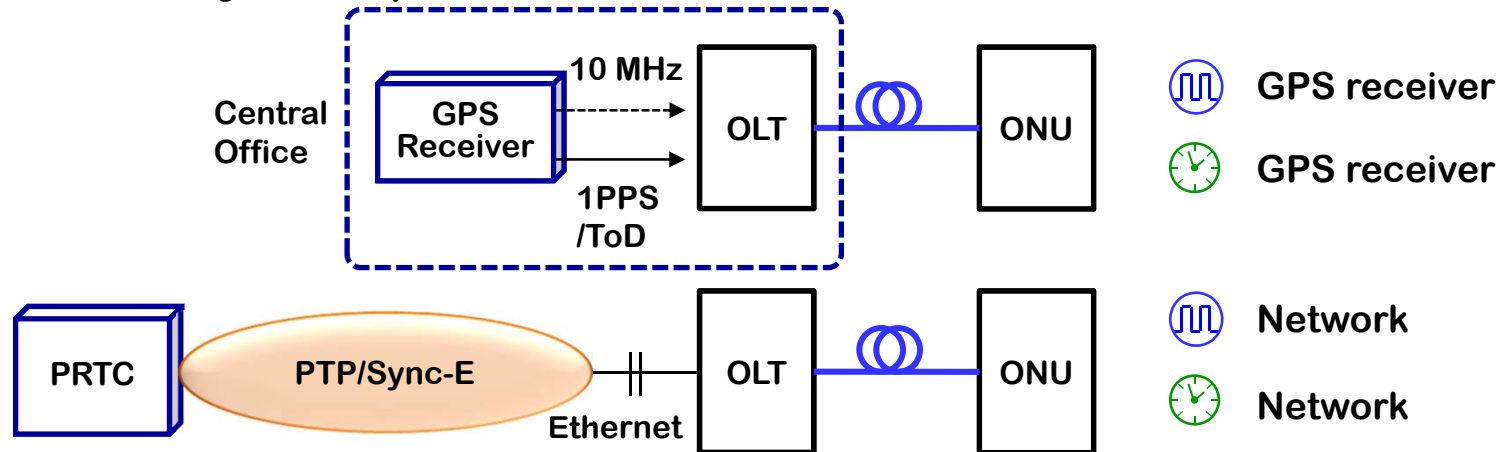 10 MHz
Central
Office
GPS
Receiver
1PPS
/ToD
OLT
ONU
GPS receiver
GPS receiver
PRTC
PTP/Sync-E
Ethernet
OLT
ONU
Network
Network